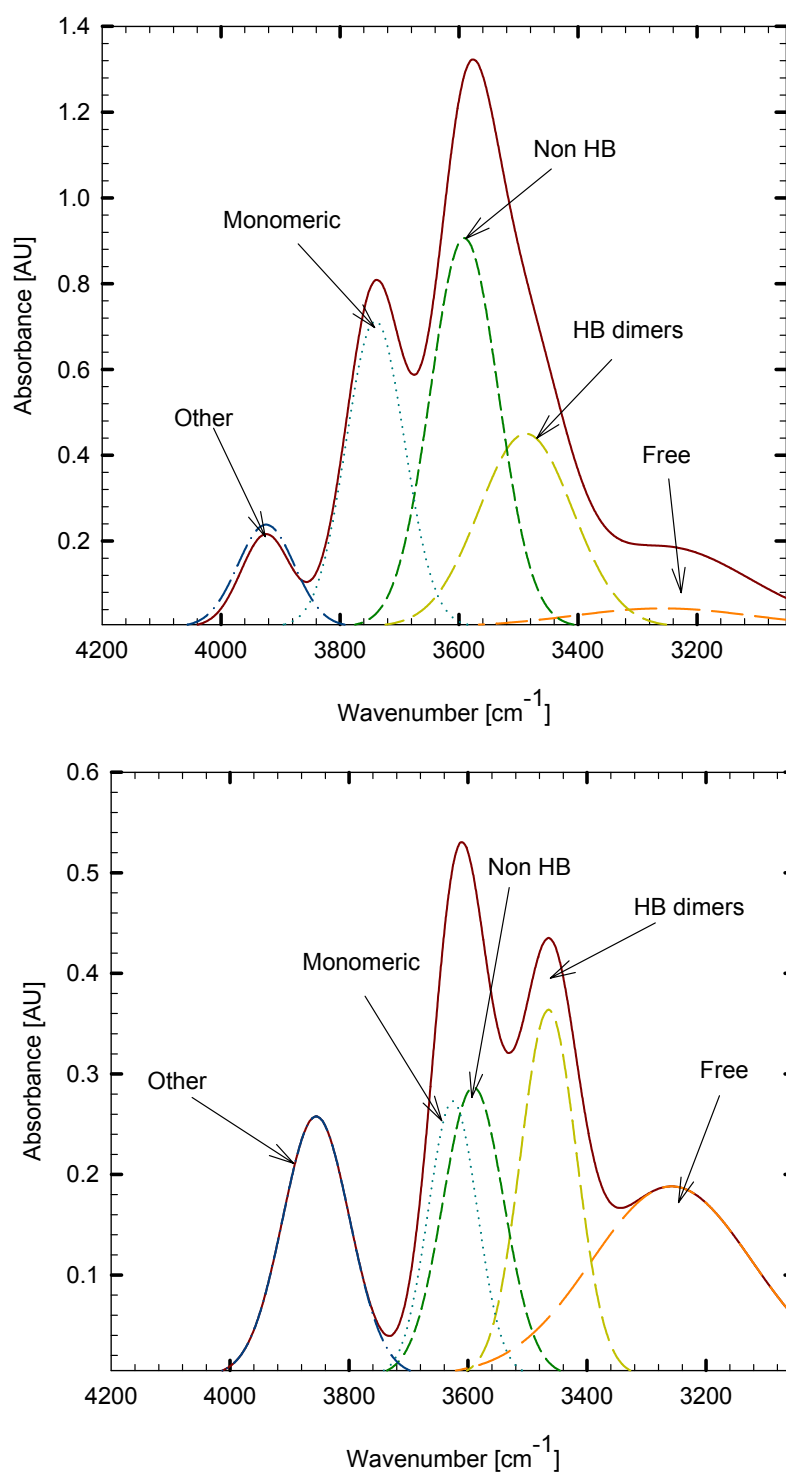 1.4
1.2
1.0
0.8
0.6
0.4
0.2
Absorbance [AU]
Non HB
Monomeric
HB dimers
Other
Free
4200 4000 3800 3600 3400 3200
Wavenumber [cm-1]
0.6
0.5
0.4
0.3
0.2
0.1
Absorbance [AU]
Non HB
HB dimers
Monomeric
Other
Free
4200 4000 3800 3600 3400 3200
Wavenumber [cm-1]